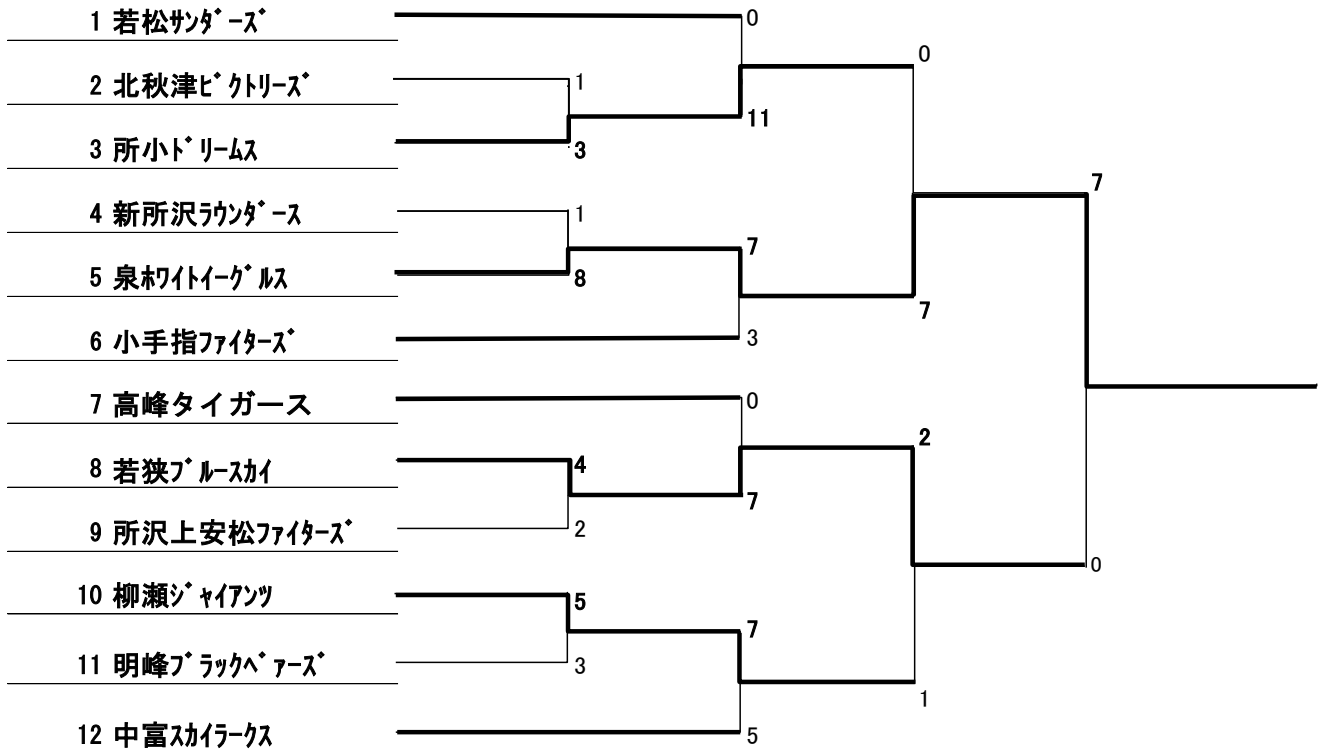 1 若松ｻﾝﾀﾞｰｽﾞ
0
0
2 北秋津ﾋﾞｸﾄﾘｰｽﾞ
1
11
3 所小ﾄﾞﾘｰﾑｽ
3
7
4 新所沢ﾗｳﾝﾀﾞｰｽ
1
7
5 泉ﾎﾜｲﾄｲｰｸﾞﾙｽ
8
7
6 小手指ﾌｧｲﾀｰｽﾞ
3
7 高峰タイガース
0
2
8 若狭ﾌﾞﾙｰｽｶｲ
4
7
9 所沢上安松ﾌｧｲﾀｰｽﾞ
2
0
10 柳瀬ｼﾞｬｲｱﾝﾂ
5
7
11 明峰ﾌﾞﾗｯｸﾍﾞｧｰｽﾞ
3
1
12 中富ｽｶｲﾗｰｸｽ
5